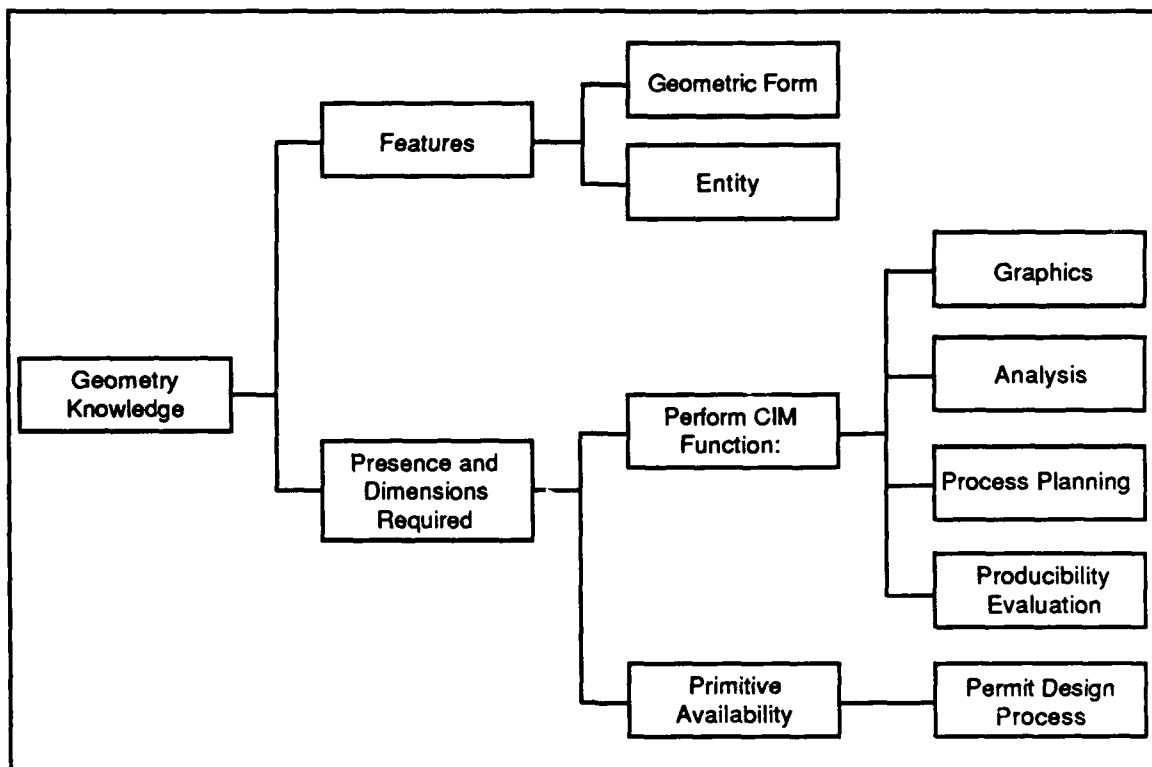 Geometric Form
Features
Entity
Graphics
Geometry
Knowledge
Analysis
Perform CIM
Function:
Presence and
Dimensions
Required
Process Planning
Producibility
Evaluation
Primitive
Availability
Permit Design
Process